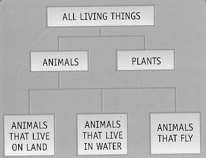 ALL LIVING THINGS
ANIMALS
PLANTS
ANIMALS
THAT LIVE
ON LAND
ANIMALS
THAT LIVE
IN WATER
ANIMALS
THAT FLY